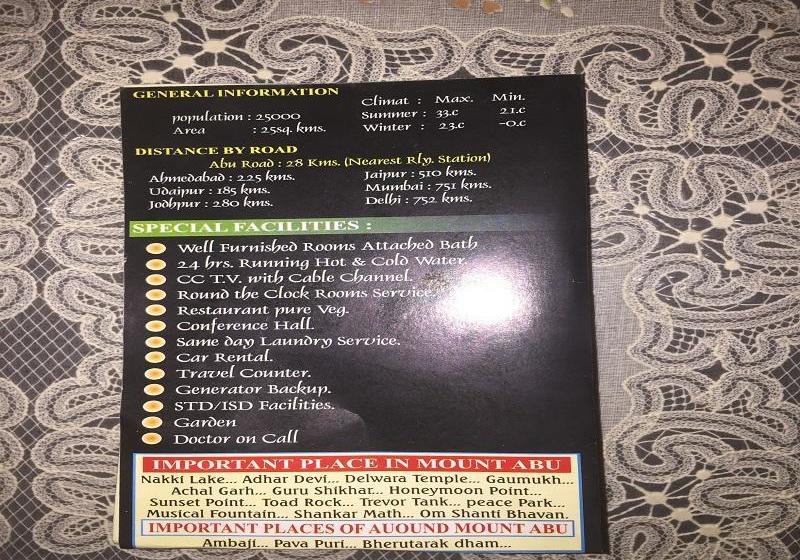 GENERAL INFORMATION
Climat : Max. Min.
population : 25000 Summer : 33.c 21.c
Area : 25sq. kms. Winter : 23.c -0.c
DISTANCE BY ROAD
Abu Road : 28 Kms. (Nearest Rly. Station)
Ahmedabad : 225 kms. Jaipur : 510 kms.
Udaipur : 185 kms. Mumbai : 751 kms.
Jodhpur : 280 kms. Delhi : 752 kms.
SPECIAL FACILITIES :
Well Furnished Rooms Attached Bath
24 hrs. Running Hot & Cold Water.
CC T.V. with Cable Channel.
Round the Clock Rooms Service.
Restaurant pure Veg.
Conference Hall.
Same day Laundry Service.
Car Rental.
Travel Counter.
Generator Backup.
STD/ISD Facilities.
Garden
Doctor on Call
IMPORTANT PLACE IN MOUNT ABU
Nakki Lake... Adhar Devi... Delwara Temple... Gaumukh...
Achal Garh... Guru Shikhar... Honeymoon Point...
Sunset Point... Toad Rock... Trevor Tank... peace Park...
Musical Fountain... Shankar Math... Om Shanti Bhavan.
IMPORTANT PLACES OF AUOUND MOUNT ABU
Ambaji... Pava Puri... Bherutarak dham...